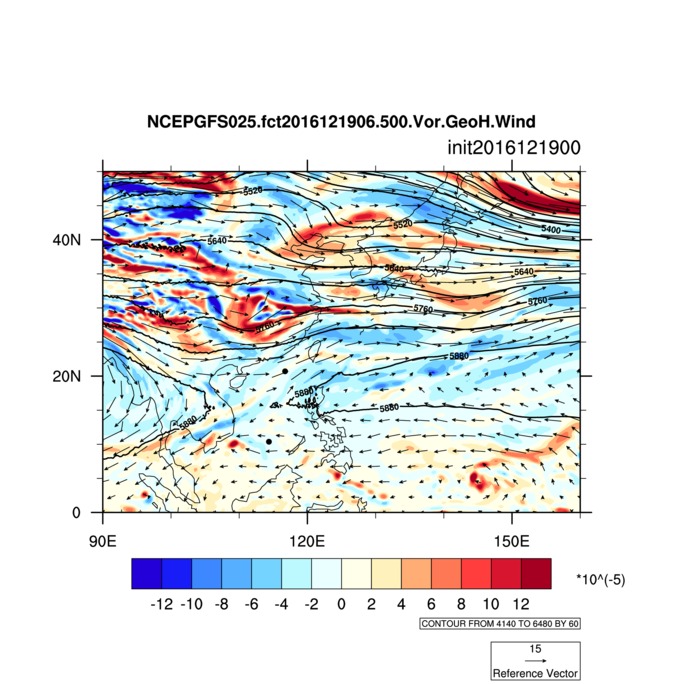 NCEPGFS025.fct2016121906.500.Vor.GeoH.Wind
init2016121900
5520
5520
5400
40N
5640
5640
5640
5760
5760
5760
5880
20N
5880
5880
5880
0
90E 120E 150E
-12 -10 -8 -6 -4 -2 0 2 4 6 8 10 12
*10^(-5)
CONTOUR FROM 4140 TO 6480 BY 60
15
Reference Vector